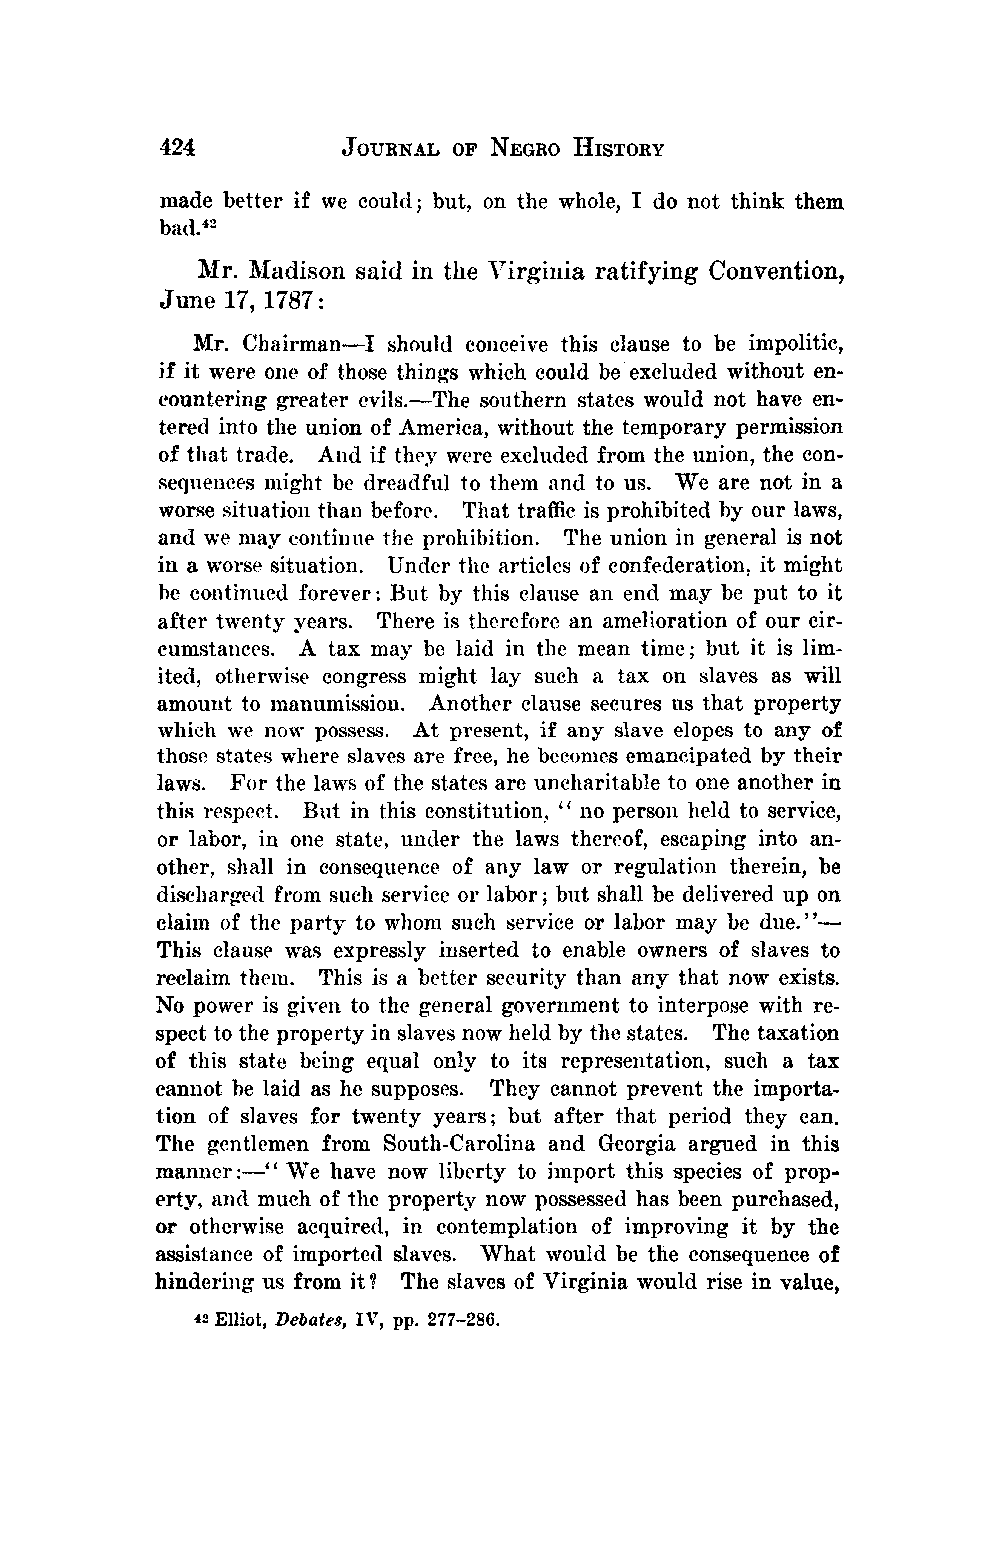 424 JOURNAL OF NEGRO HISTORY
made better if we could; but, on the whole, I do not think them
bad.⁴²
Mr. Madison said in the Virginia ratifying Convention,
June 17, 1787:
Mr. Chairman—I should conceive this clause to be impolitic,
if it were one of those things which could be excluded without en-
countering greater evils.—The southern states would not have en-
tered into the union of America, without the temporary permission
of that trade. And if they were excluded from the union, the con-
sequences might be dreadful to them and to us. We are not in a
worse situation than before. That traffic is prohibited by our laws,
and we may continue the prohibition. The union in general is not
in a worse situation. Under the articles of confederation, it might
be continued forever: But by this clause an end may be put to it
after twenty years. There is therefore an amelioration of our cir-
cumstances. A tax may be laid in the mean time; but it is lim-
ited, otherwise congress might lay such a tax on slaves as will
amount to manumission. Another clause secures us that property
which we now possess. At present, if any slave elopes to any of
those states where slaves are free, he becomes emancipated by their
laws. For the laws of the states are uncharitable to one another in
this respect. But in this constitution, “ no person held to service,
or labor, in one state, under the laws thereof, escaping into an-
other, shall in consequence of any law or regulation therein, be
discharged from such service or labor; but shall be delivered up on
claim of the party to whom such service or labor may be due.”—
This clause was expressly inserted to enable owners of slaves to
reclaim them. This is a better security than any that now exists.
No power is given to the general government to interpose with re-
spect to the property in slaves now held by the states. The taxation
of this state being equal only to its representation, such a tax
cannot be laid as he supposes. They cannot prevent the importa-
tion of slaves for twenty years; but after that period they can.
The gentlemen from South-Carolina and Georgia argued in this
manner:—“ We have now liberty to import this species of prop-
erty, and much of the property now possessed has been purchased,
or otherwise acquired, in contemplation of improving it by the
assistance of imported slaves. What would be the consequence of
hindering us from it? The slaves of Virginia would rise in value,
⁴² Elliot, Debates, IV, pp. 277–286.